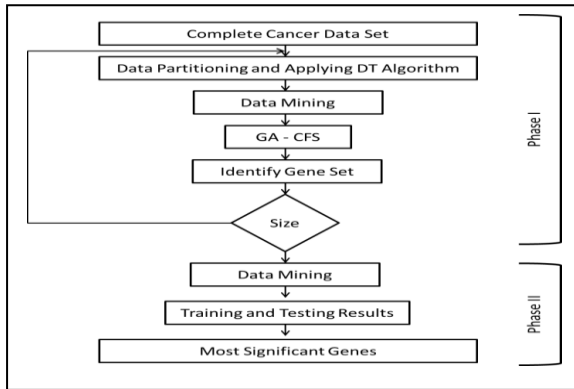 Complete Cancer Data Set
Data Partitioning and Applying DT Algorithm
Data Mining
GA - CFS
Identify Gene Set
Size
Phase I
Data Mining
Training and Testing Results
Most Significant Genes
Phase II